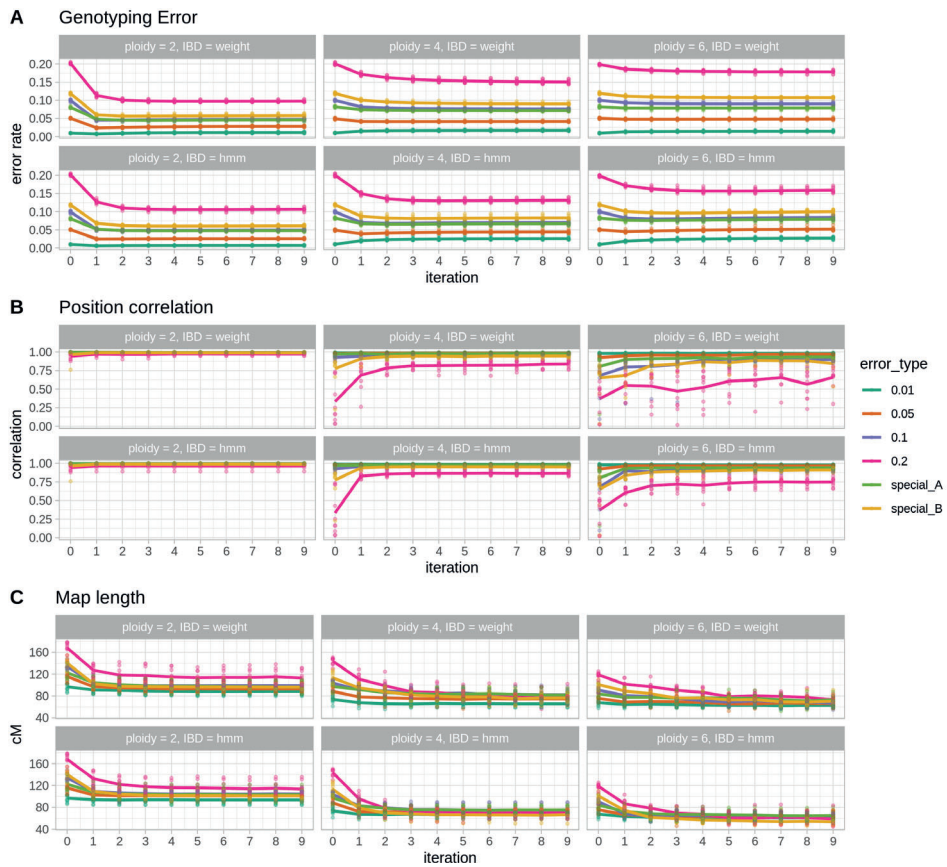 A Genotyping Error
ploidy = 2, IBD = weight ploidy = 4, IBD = weight ploidy = 6, IBD = weight
0.20
0.15
0.10
0.05
0.00
error rate
ploidy = 2, IBD = hmm ploidy = 4, IBD = hmm ploidy = 6, IBD = hmm
0.20
0.15
0.10
0.05
0.00
0 1 2 3 4 5 6 7 8 9 0 1 2 3 4 5 6 7 8 9 0 1 2 3 4 5 6 7 8 9
iteration
B Position correlation
ploidy = 2, IBD = weight ploidy = 4, IBD = weight ploidy = 6, IBD = weight
1.00
0.75
0.50
0.25
0.00
correlation
ploidy = 2, IBD = hmm ploidy = 4, IBD = hmm ploidy = 6, IBD = hmm
1.00
0.75
0.50
0.25
0.00
0 1 2 3 4 5 6 7 8 9 0 1 2 3 4 5 6 7 8 9 0 1 2 3 4 5 6 7 8 9
iteration
error_type
0.01
0.05
0.1
0.2
special_A
special_B
C Map length
ploidy = 2, IBD = weight ploidy = 4, IBD = weight ploidy = 6, IBD = weight
160
120
80
40
cM
ploidy = 2, IBD = hmm ploidy = 4, IBD = hmm ploidy = 6, IBD = hmm
160
120
80
40
0 1 2 3 4 5 6 7 8 9 0 1 2 3 4 5 6 7 8 9 0 1 2 3 4 5 6 7 8 9
iteration